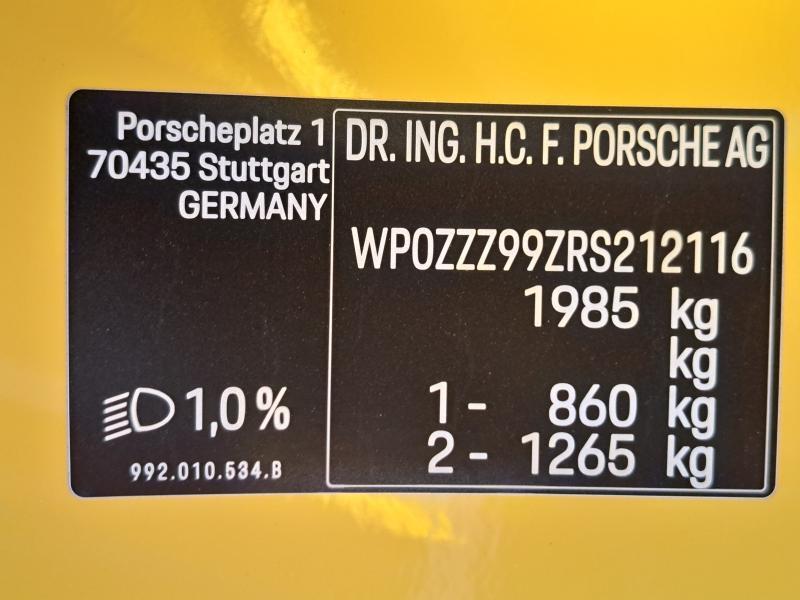 Porscheplatz 1
70435 Stuttgart
GERMANY
DR. ING. H.C. F. PORSCHE AG
WP0ZZZ99ZRS212116
1985 kg
kg
1 - 860 kg
2 - 1265 kg
1,0 %
992.010.534.B